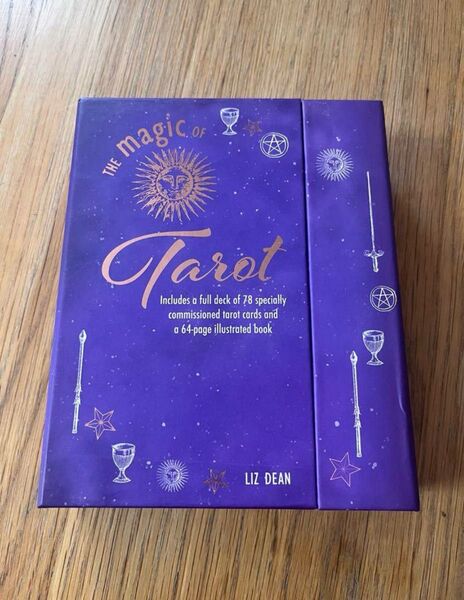 THE magic OF
Tarot
Includes a full deck of 78 specially
commissioned tarot cards and
a 64-page illustrated book
LIZ DEAN